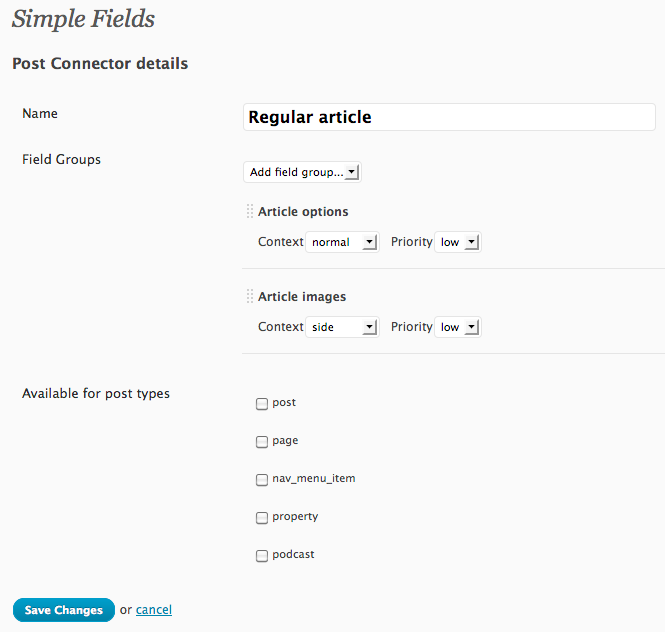 Simple Fields
Post Connector details
Name Regular article
Field Groups
Add field group...
Article options
Context normal Priority low
Article images
Context side Priority low
Available for post types
post
page
nav_menu_item
property
podcast
Save Changes or cancel